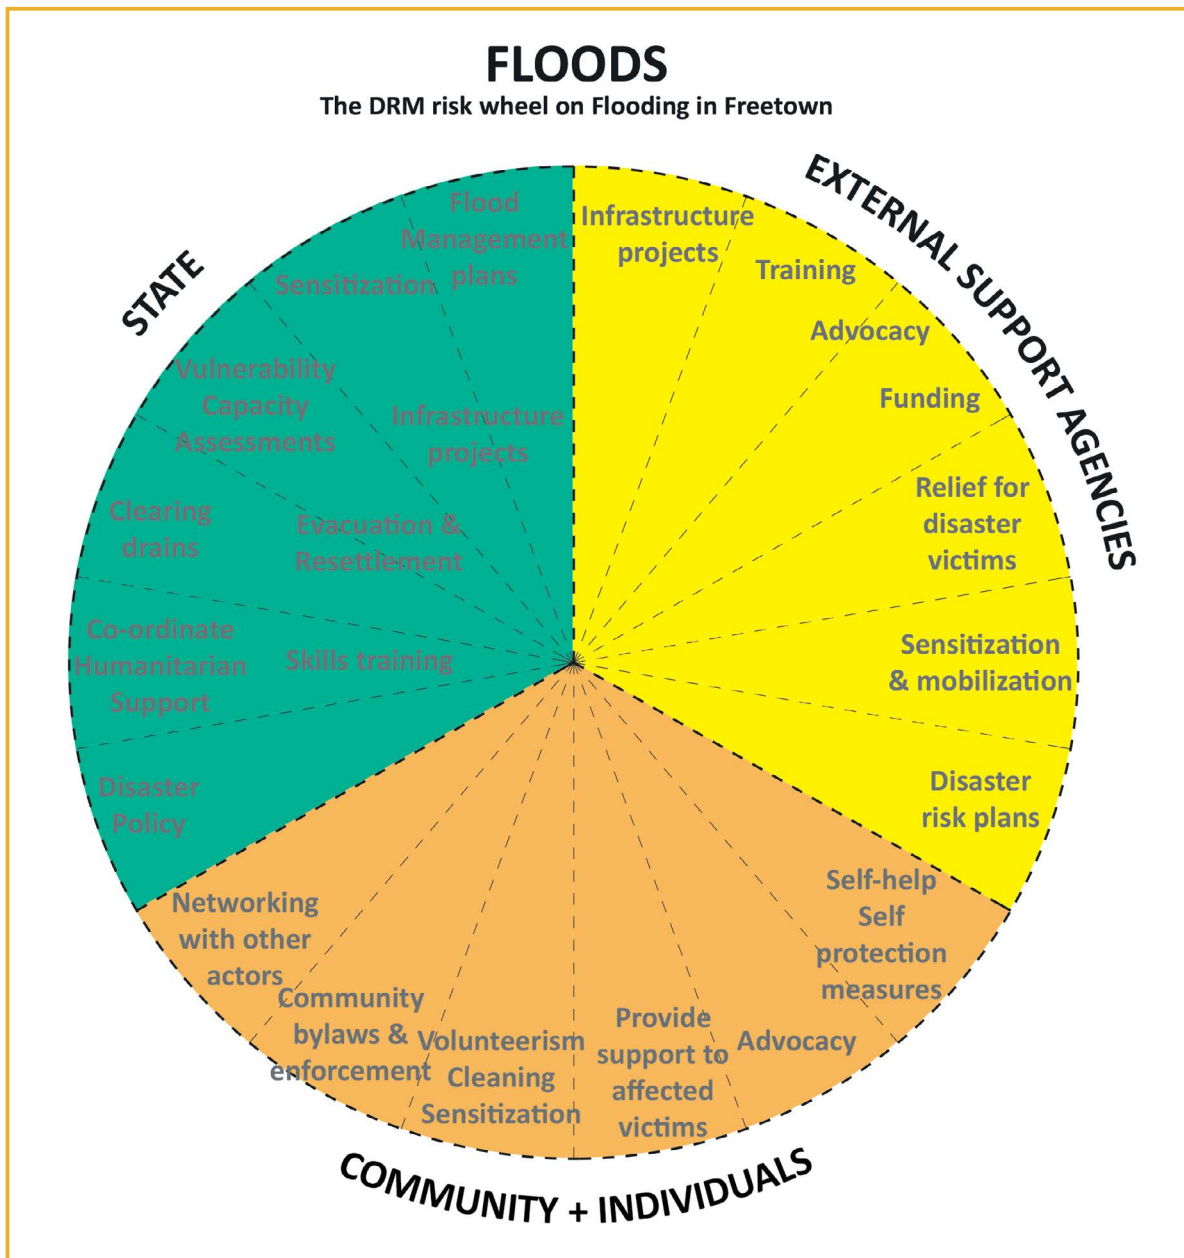 FLOODS
The DRM risk wheel on Flooding in Freetown
STATE
Flood
Management
plans
Sensitization
Vulnerability
Capacity
Assessments
Infrastructure
projects
Clearing
drains
Evacuation &
Resettlement
Co-ordinate
Humanitarian
Support
Skills training
Disaster
Policy
EXTERNAL SUPPORT AGENCIES
Infrastructure
projects
Training
Advocacy
Funding
Relief for
disaster
victims
Sensitization
& mobilization
Disaster
risk plans
Self-help
Self
protection
measures
Advocacy
Provide
support to
affected
victims
Volunteerism
Cleaning
Sensitization
Community
bylaws &
enforcement
Networking
with other
actors
COMMUNITY + INDIVIDUALS